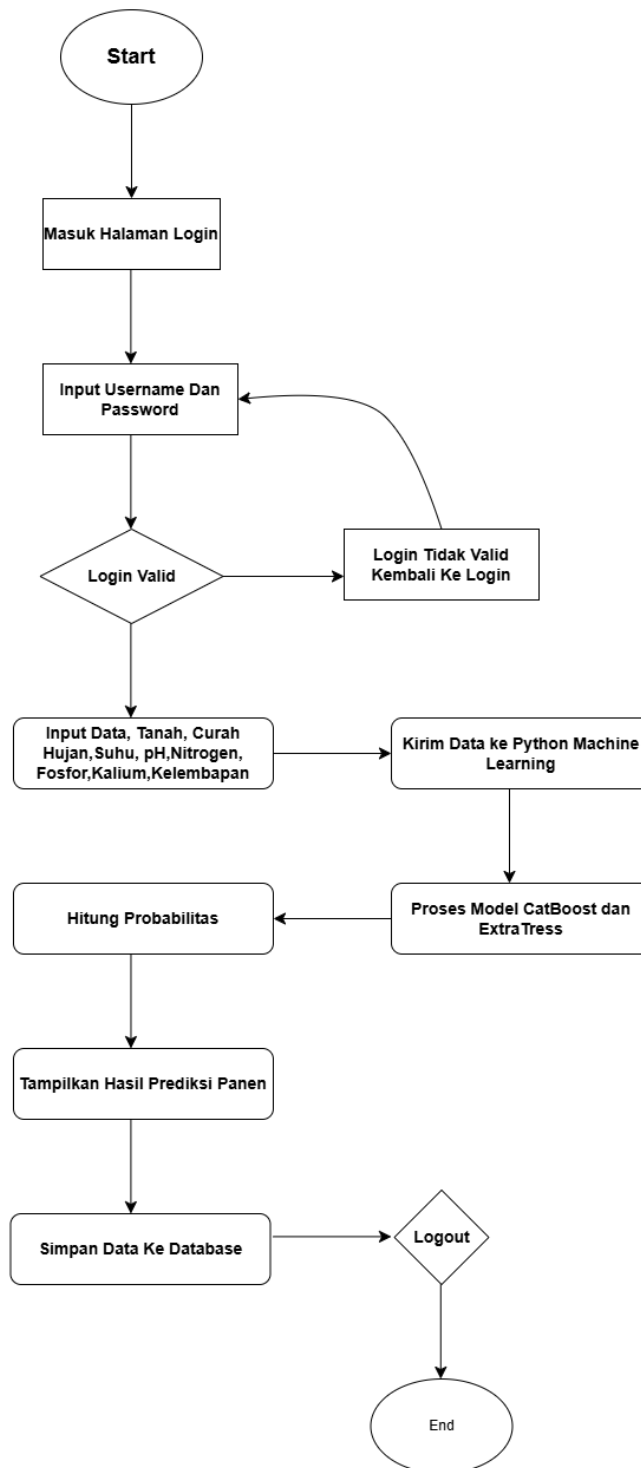 Start
Masuk Halaman Login
Input Username Dan
Password
Login Valid
Login Tidak Valid
Kembali Ke Login
Input Data, Tanah, Curah
Hujan,Suhu, pH,Nitrogen,
Fosfor,Kalium,Kelembapan
Kirim Data ke Python Machine
Learning
Proses Model CatBoost dan
ExtraTress
Hitung Probabilitas
Tampilkan Hasil Prediksi Panen
Simpan Data Ke Database
Logout
End